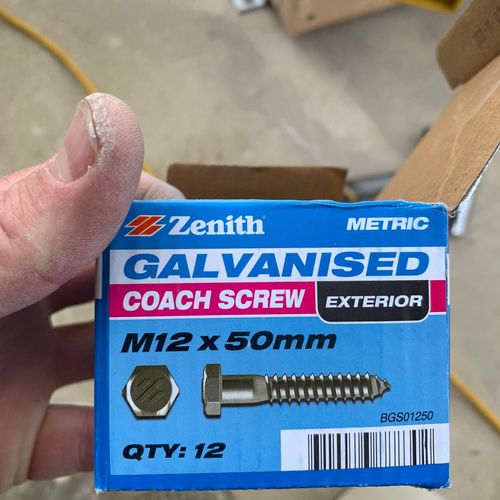 Zenith METRIC
GALVANISED
COACH SCREW EXTERIOR
M12 x 50mm
BGS01250
QTY: 12